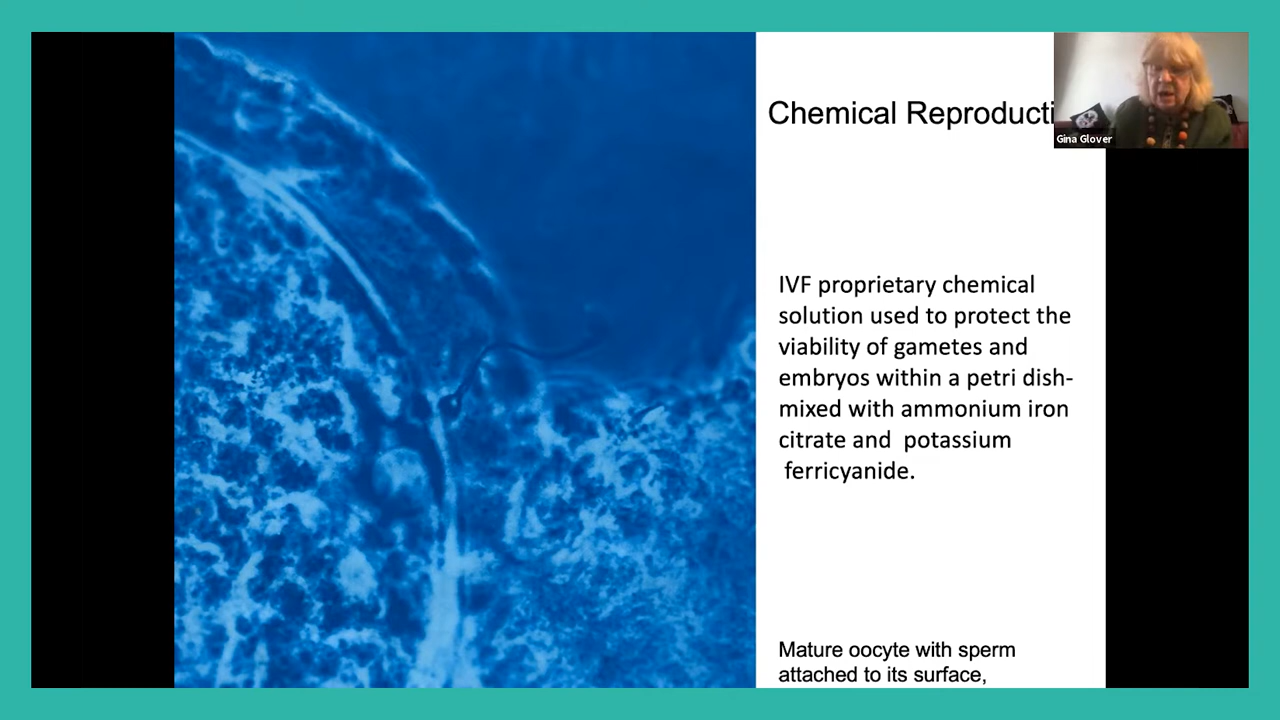 Chemical Reproducti
Gina Glover
IVF proprietary chemical
solution used to protect the
viability of gametes and
embryos within a petri dish-
mixed with ammonium iron
citrate and potassium
ferricyanide.
Mature oocyte with sperm
attached to its surface,